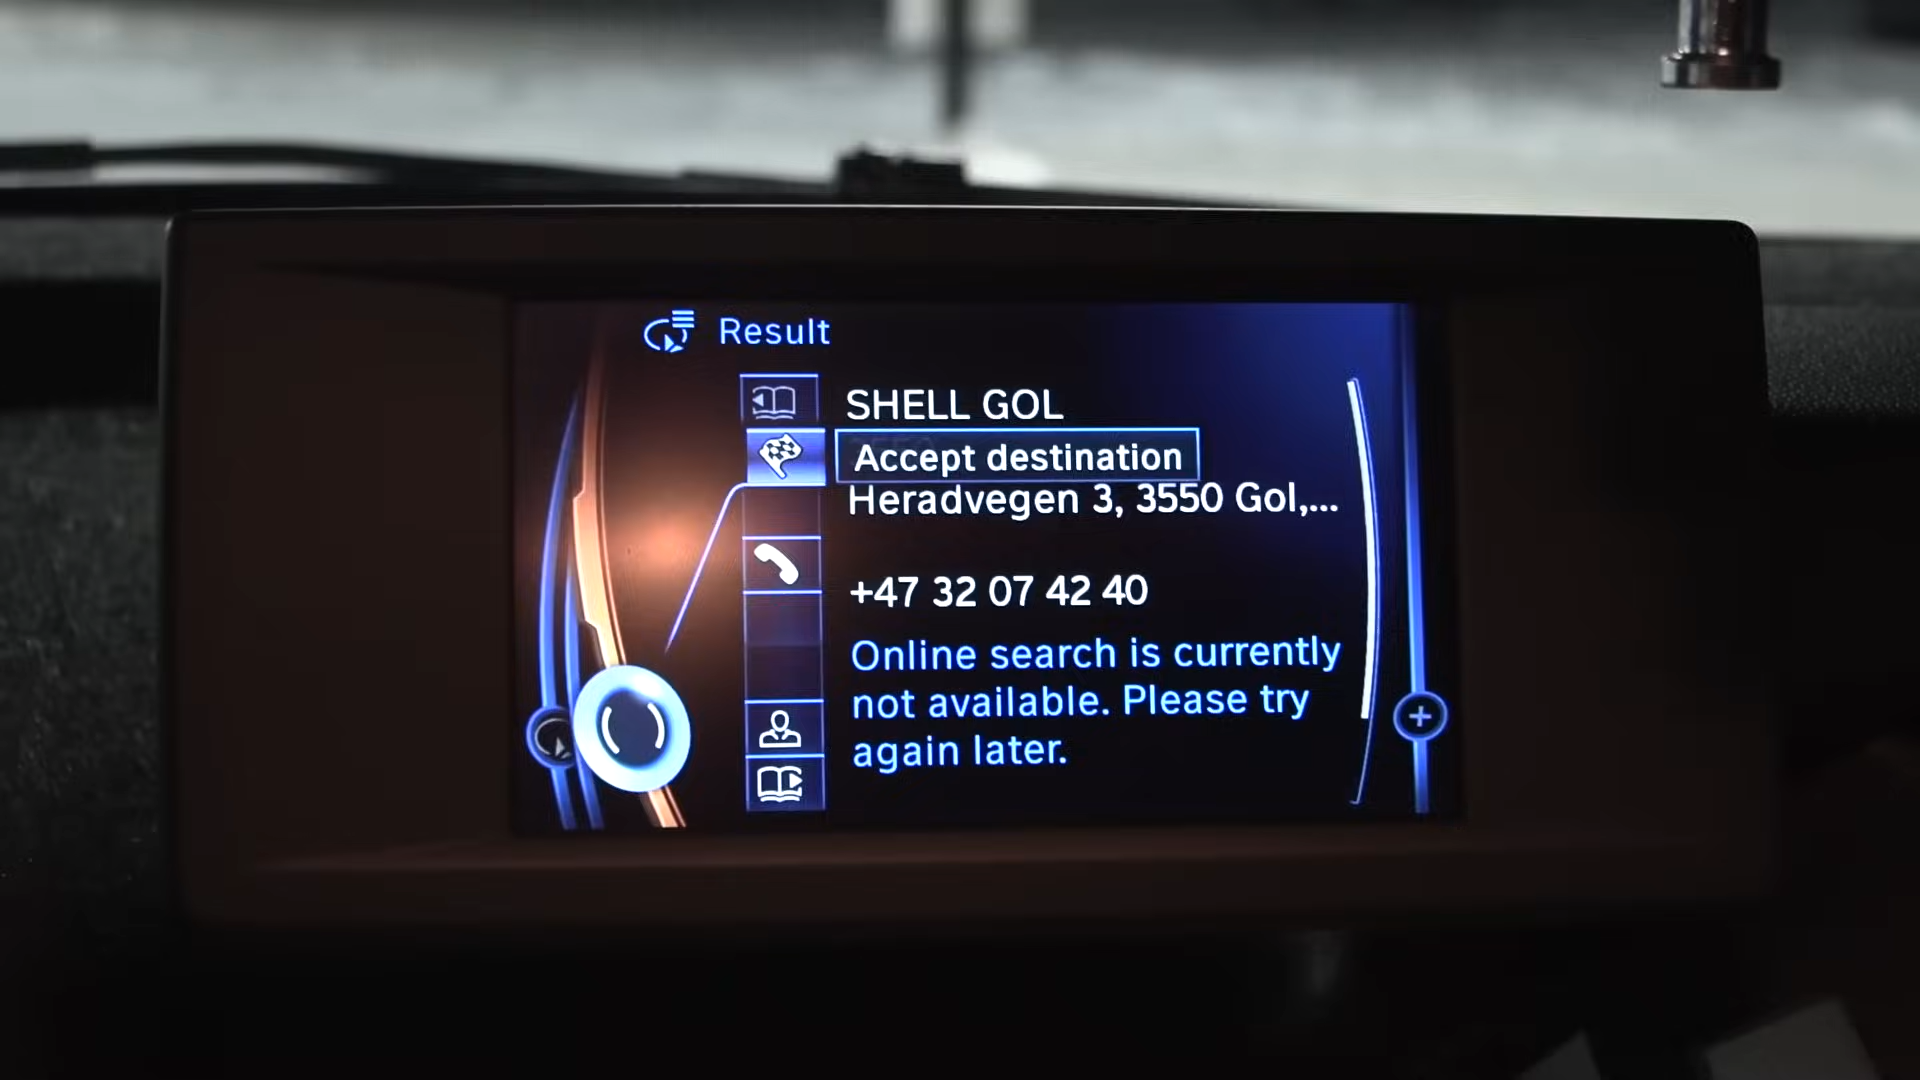 Result
SHELL GOL
Accept destination
Heradvegen 3, 3550 Gol,...
+47 32 07 42 40
Online search is currently
not available. Please try
again later.